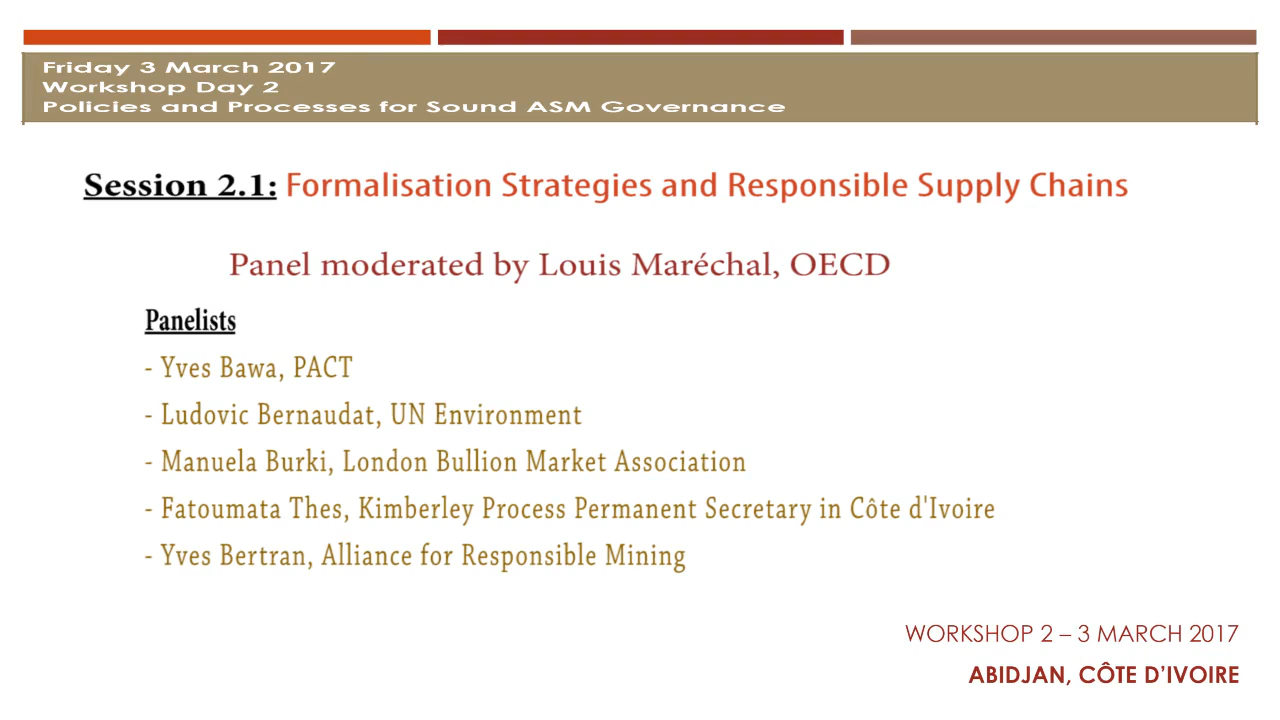 Friday 3 March 2017
Workshop Day 2
Policies and Processes for Sound ASM Governance
Session 2.1: Formalisation Strategies and Responsible Supply Chains
Panel moderated by Louis Maréchal, OECD
Panelists
- Yves Bawa, PACT
- Ludovic Bernaudat, UN Environment
- Manuela Burki, London Bullion Market Association
- Fatoumata Thes, Kimberley Process Permanent Secretary in Côte d'Ivoire
- Yves Bertran, Alliance for Responsible Mining
WORKSHOP 2 – 3 MARCH 2017
ABIDJAN, CÔTE D’IVOIRE